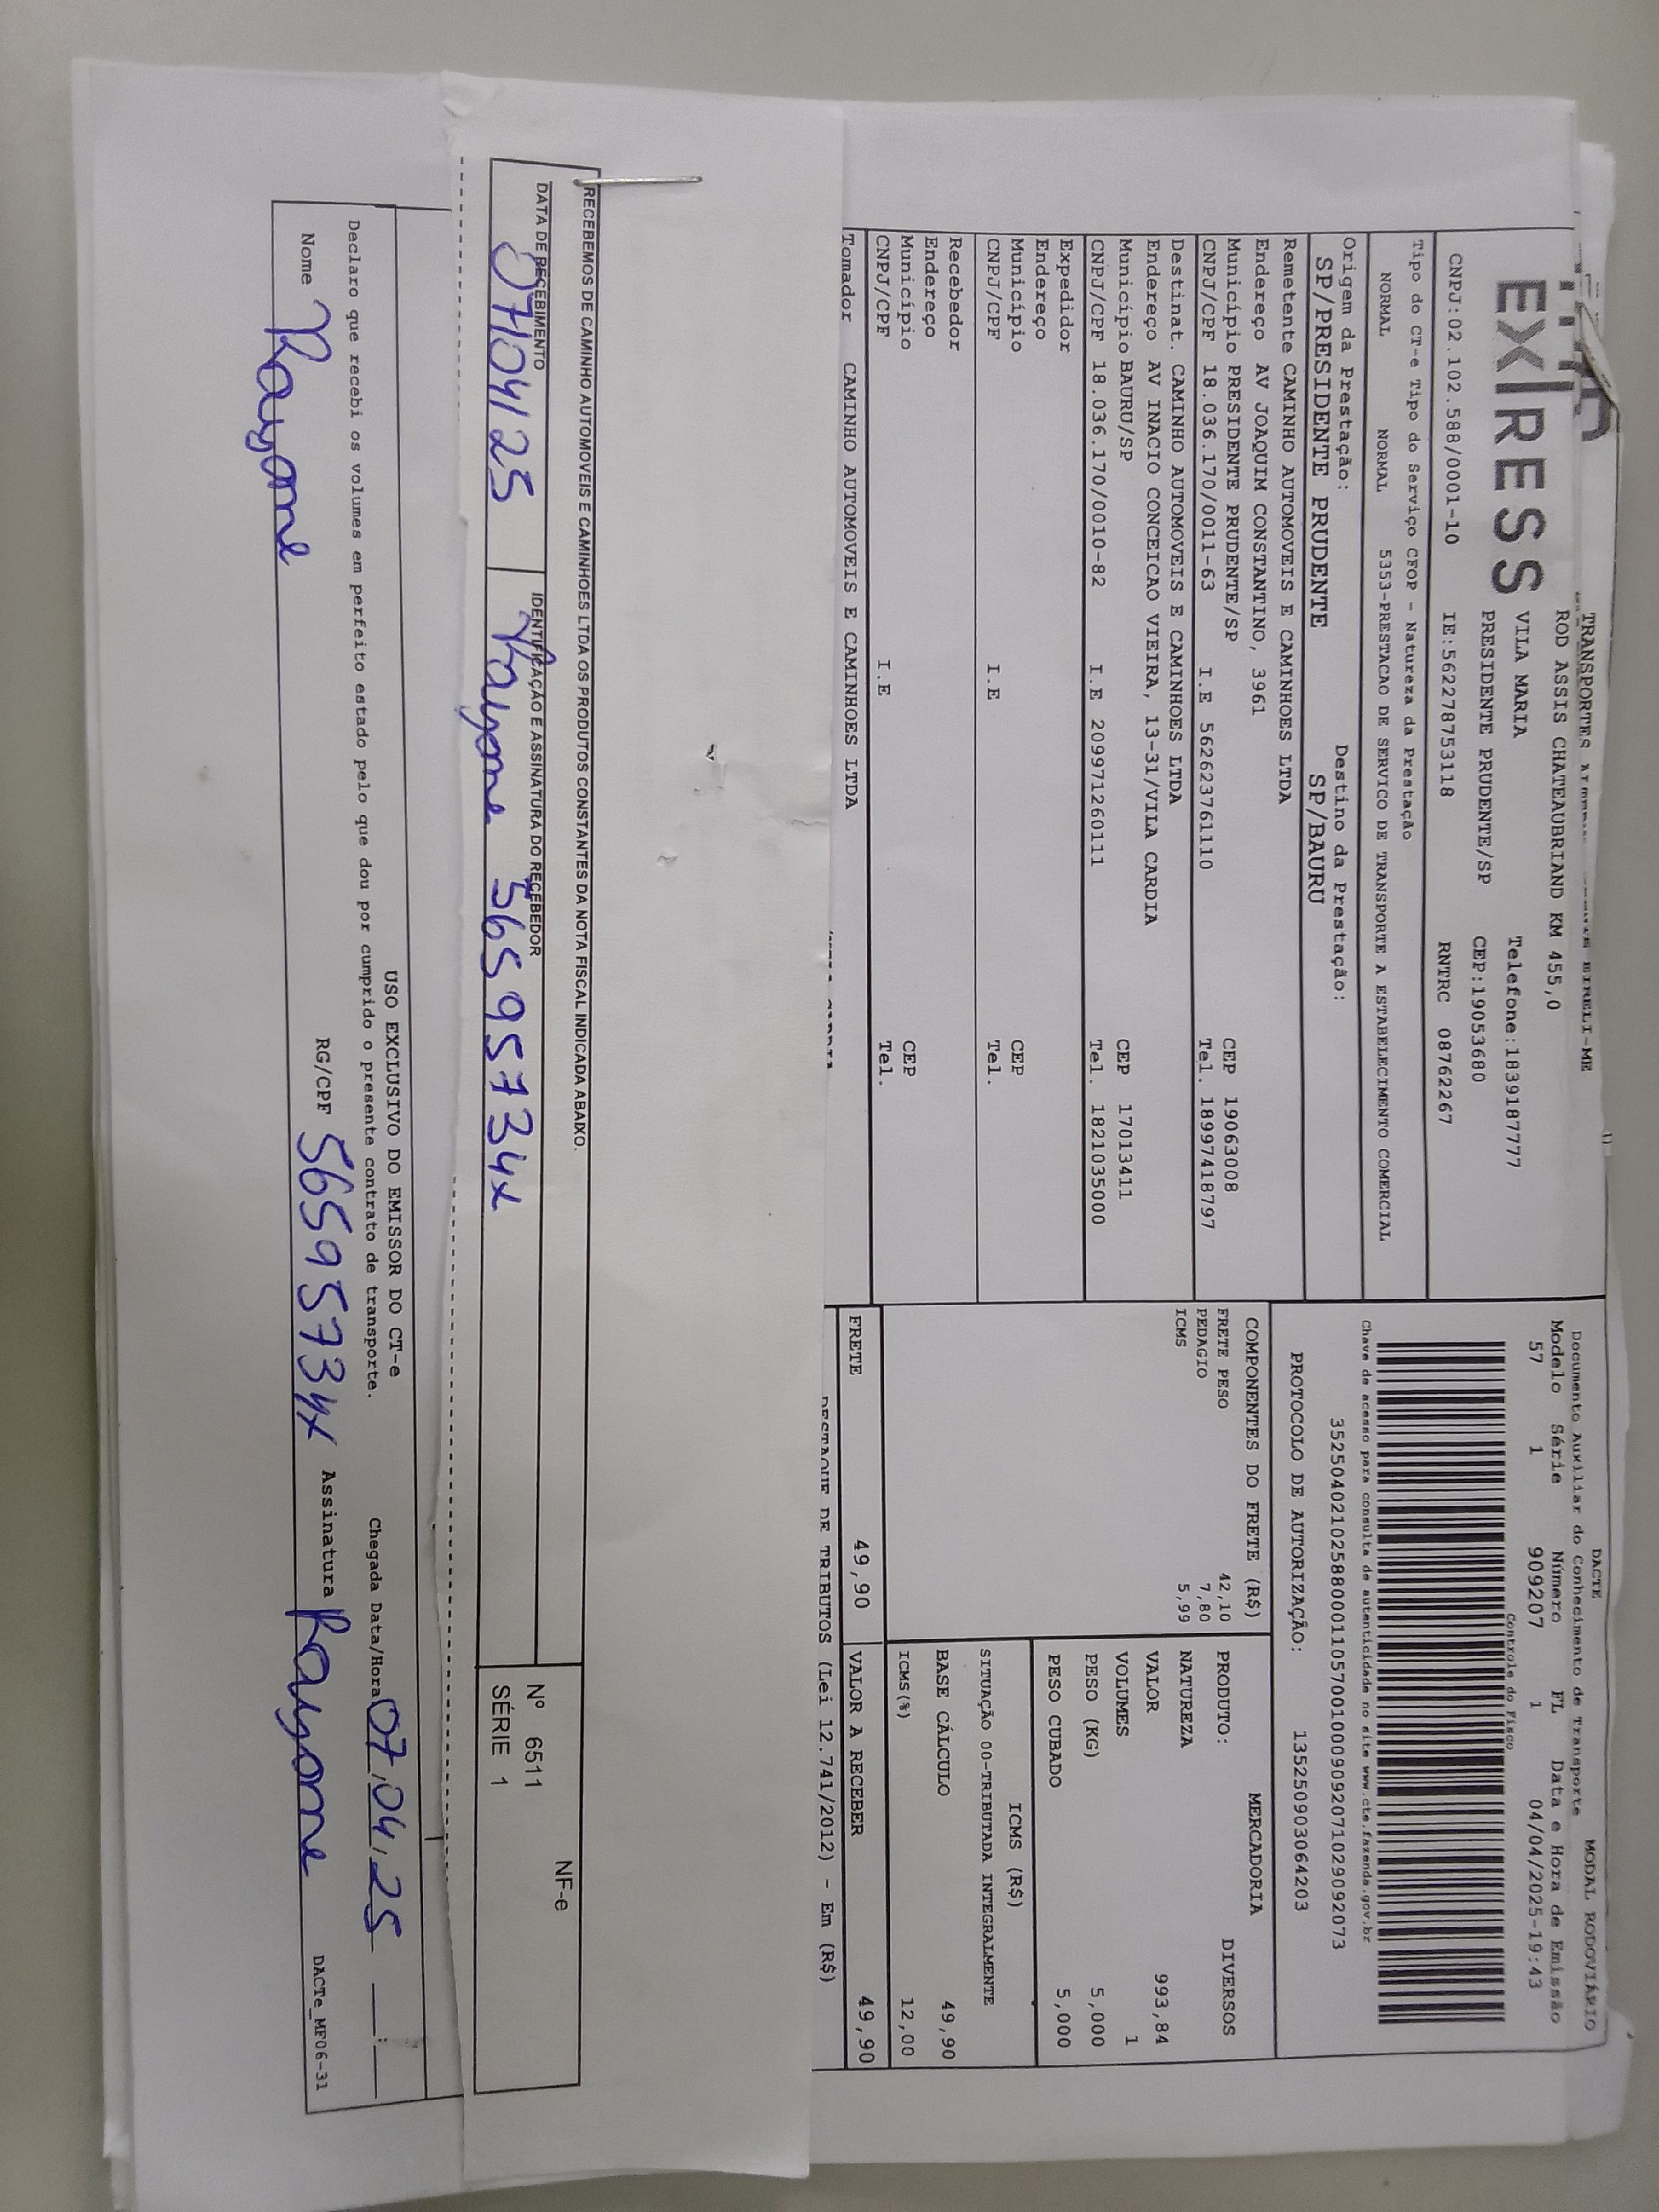 EXPRESS
TRANSPORTES
EIRELI-ME
ROD ASSIS CHATEAUBRIAND KM 455,0
VILA MARIA Telefone:1839187777
PRESIDENTE PRUDENTE/SP CEP:19053680
CNPJ:02.102.588/0001-10 IE:562278753118 RNTRC 08762267
Tipo do CT-e Tipo do Serviço CFOP - Natureza da Prestação
NORMAL NORMAL 5353-PRESTACAO DE SERVICO DE TRANSPORTE A ESTABELECIMENTO COMERCIAL
Origem da Prestação: Destino da Prestação:
SP/PRESIDENTE PRUDENTE SP/BAURU
Remetente CAMINHO AUTOMOVEIS E CAMINHOES LTDA
Endereço AV JOAQUIM CONSTANTINO, 3961
Município PRESIDENTE PRUDENTE/SP CEP 19063008
CNPJ/CPF 18.036.170/0011-63 I.E 562623761110 Tel. 18997418797
Destinat. CAMINHO AUTOMOVEIS E CAMINHOES LTDA
Endereço AV INACIO CONCEICAO VIEIRA, 13-31/VILA CARDIA
Município BAURU/SP CEP 17013411
CNPJ/CPF 18.036.170/0010-82 I.E 209971260111 Tel. 1821035000
Expedidor
Endereço
Município CEP
CNPJ/CPF I.E Tel.
Recebedor
Endereço
Município CEP
CNPJ/CPF I.E Tel.
Tomador CAMINHO AUTOMOVEIS E CAMINHOES LTDA
DACTE MODAL RODOVIÁRIO
Documento Auxiliar do Conhecimento de Transporte
Modelo Série Número FL Data e Hora de Emissão
57 1 909207 1 04/04/2025-19:43
Controle do Fisco
Chave de acesso para consulta de autenticidade no site www.cte.fazenda.gov.br
35250402102588000110570010009092071029092073
PROTOCOLO DE AUTORIZAÇÃO: 135250903064203
COMPONENTES DO FRETE (R$)
FRETE PESO 42,10
PEDAGIO 7,80
ICMS 5,99
MERCADORIA
PRODUTO: DIVERSOS
NATUREZA
VALOR 993,84
VOLUMES 1
PESO (KG) 5,000
PESO CUBADO 5,000
ICMS (R$)
SITUAÇÃO 00-TRIBUTADA INTEGRALMENTE
BASE CÁLCULO 49,90
ICMS(%) 12,00
FRETE 49,90 VALOR A RECEBER 49,90
DESTAQUE DE TRIBUTOS (Lei 12.741/2012) - Em (R$)
RECEBEMOS DE CAMINHO AUTOMOVEIS E CAMINHOES LTDA OS PRODUTOS CONSTANTES DA NOTA FISCAL INDICADA ABAIXO.
DATA DE RECEBIMENTO IDENTIFICAÇÃO E ASSINATURA DO RECEBEDOR
07/04/25 Rayane 56595734x
NF-e
Nº 6511
SÉRIE 1
USO EXCLUSIVO DO EMISSOR DO CT-e
Declaro que recebi os volumes em perfeito estado pelo que dou por cumprido o presente contrato de transporte. Chegada Data/Hora 07,04,25 __:__
Nome Rayane RG/CPF 56595734x Assinatura Rayane
DACTe_MF06-31